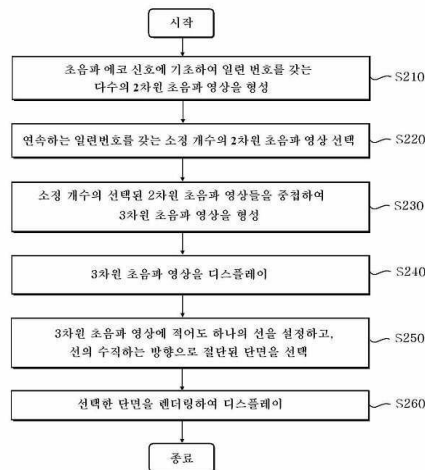 시작
초음파 에코 신호에 기초하여 일련 번호를 갖는
다수의 2차원 초음파 영상을 형성
S210
연속하는 일련번호를 갖는 소정 개수의 2차원 초음파 영상 선택
S220
소정 개수의 선택된 2차원 초음파 영상들을 중첩하여
3차원 초음파 영상을 형성
S230
3차원 초음파 영상을 디스플레이
S240
3차원 초음파 영상에 적어도 하나의 선을 설정하고,
선의 수직하는 방향으로 절단된 단면을 선택
S250
선택한 단면을 렌더링하여 디스플레이
S260
종료